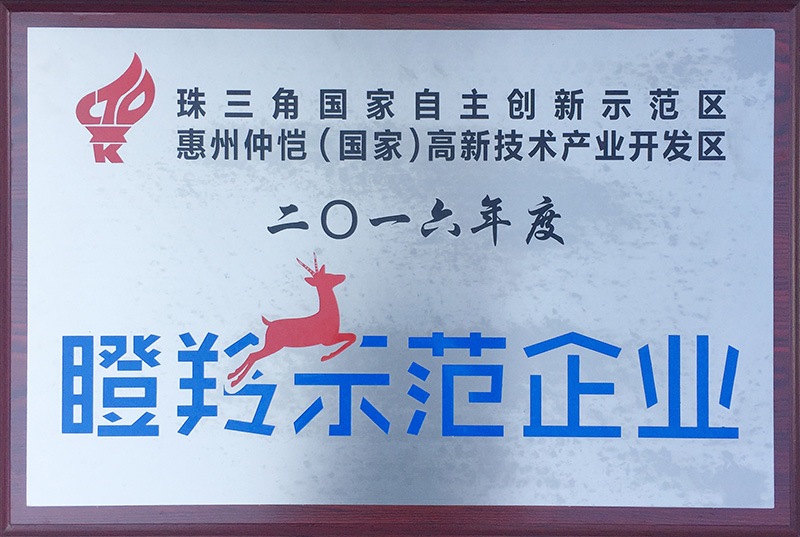 珠三角国家自主创新示范区
惠州仲恺（国家）高新技术产业开发区
二〇一六年度
瞪羚示范企业